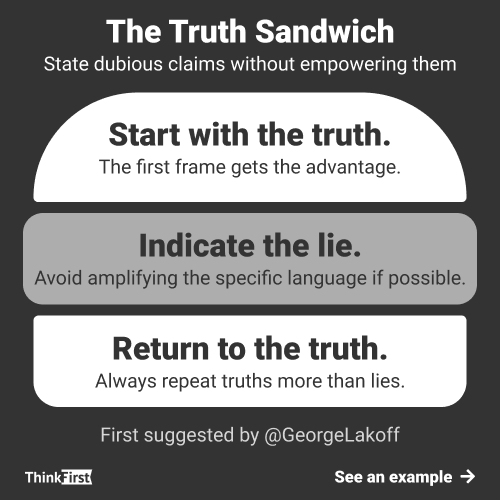 The Truth Sandwich
State dubious claims without empowering them
Start with the truth.
The first frame gets the advantage.
Indicate the lie.
Avoid amplifying the specific language if possible.
Return to the truth.
Always repeat truths more than lies.
First suggested by @GeorgeLakoff
ThinkFirst
See an example →